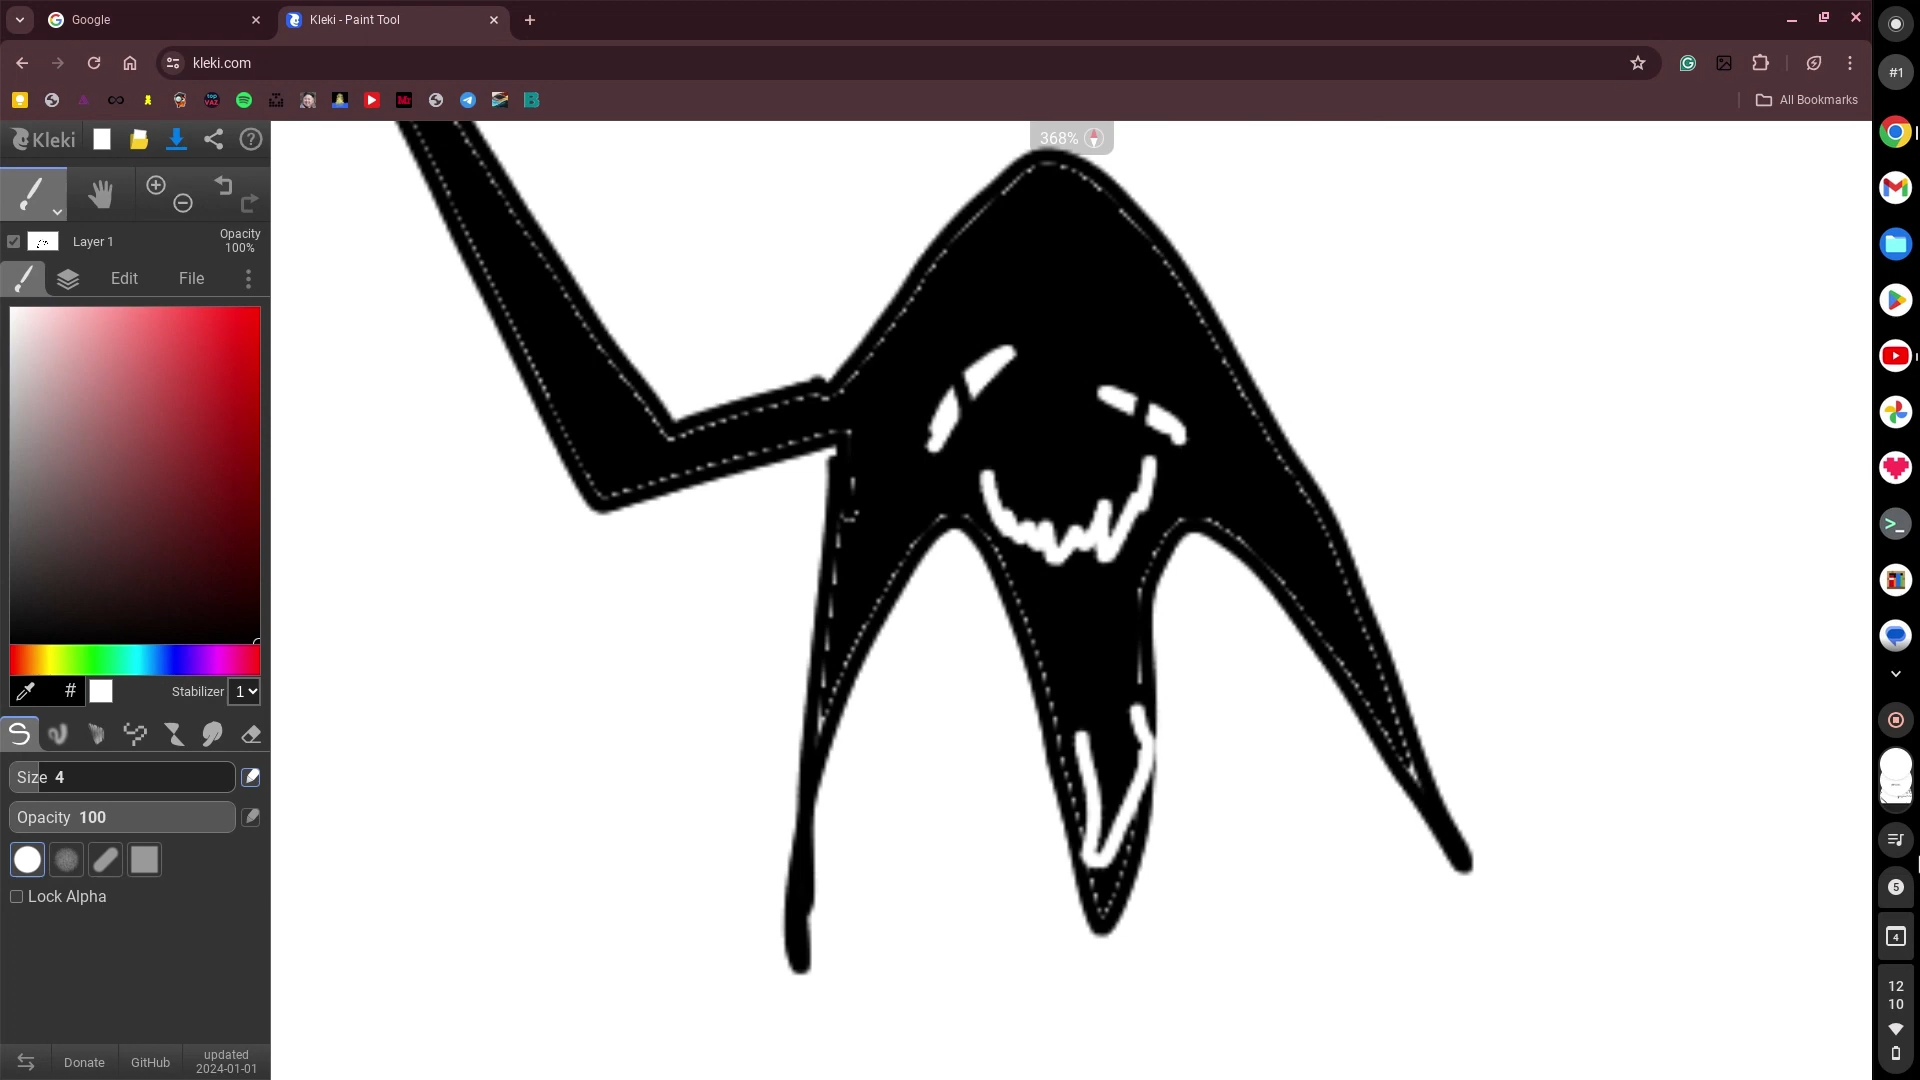 Google
Kleki - Paint Tool
kleki.com
All Bookmarks
Kleki
368%
Layer 1
Opacity
100%
Edit
File
#
Stabilizer
1
Size 4
Opacity 100
Lock Alpha
Donate
GitHub
updated
2024-01-01
#1
5
4
12
10